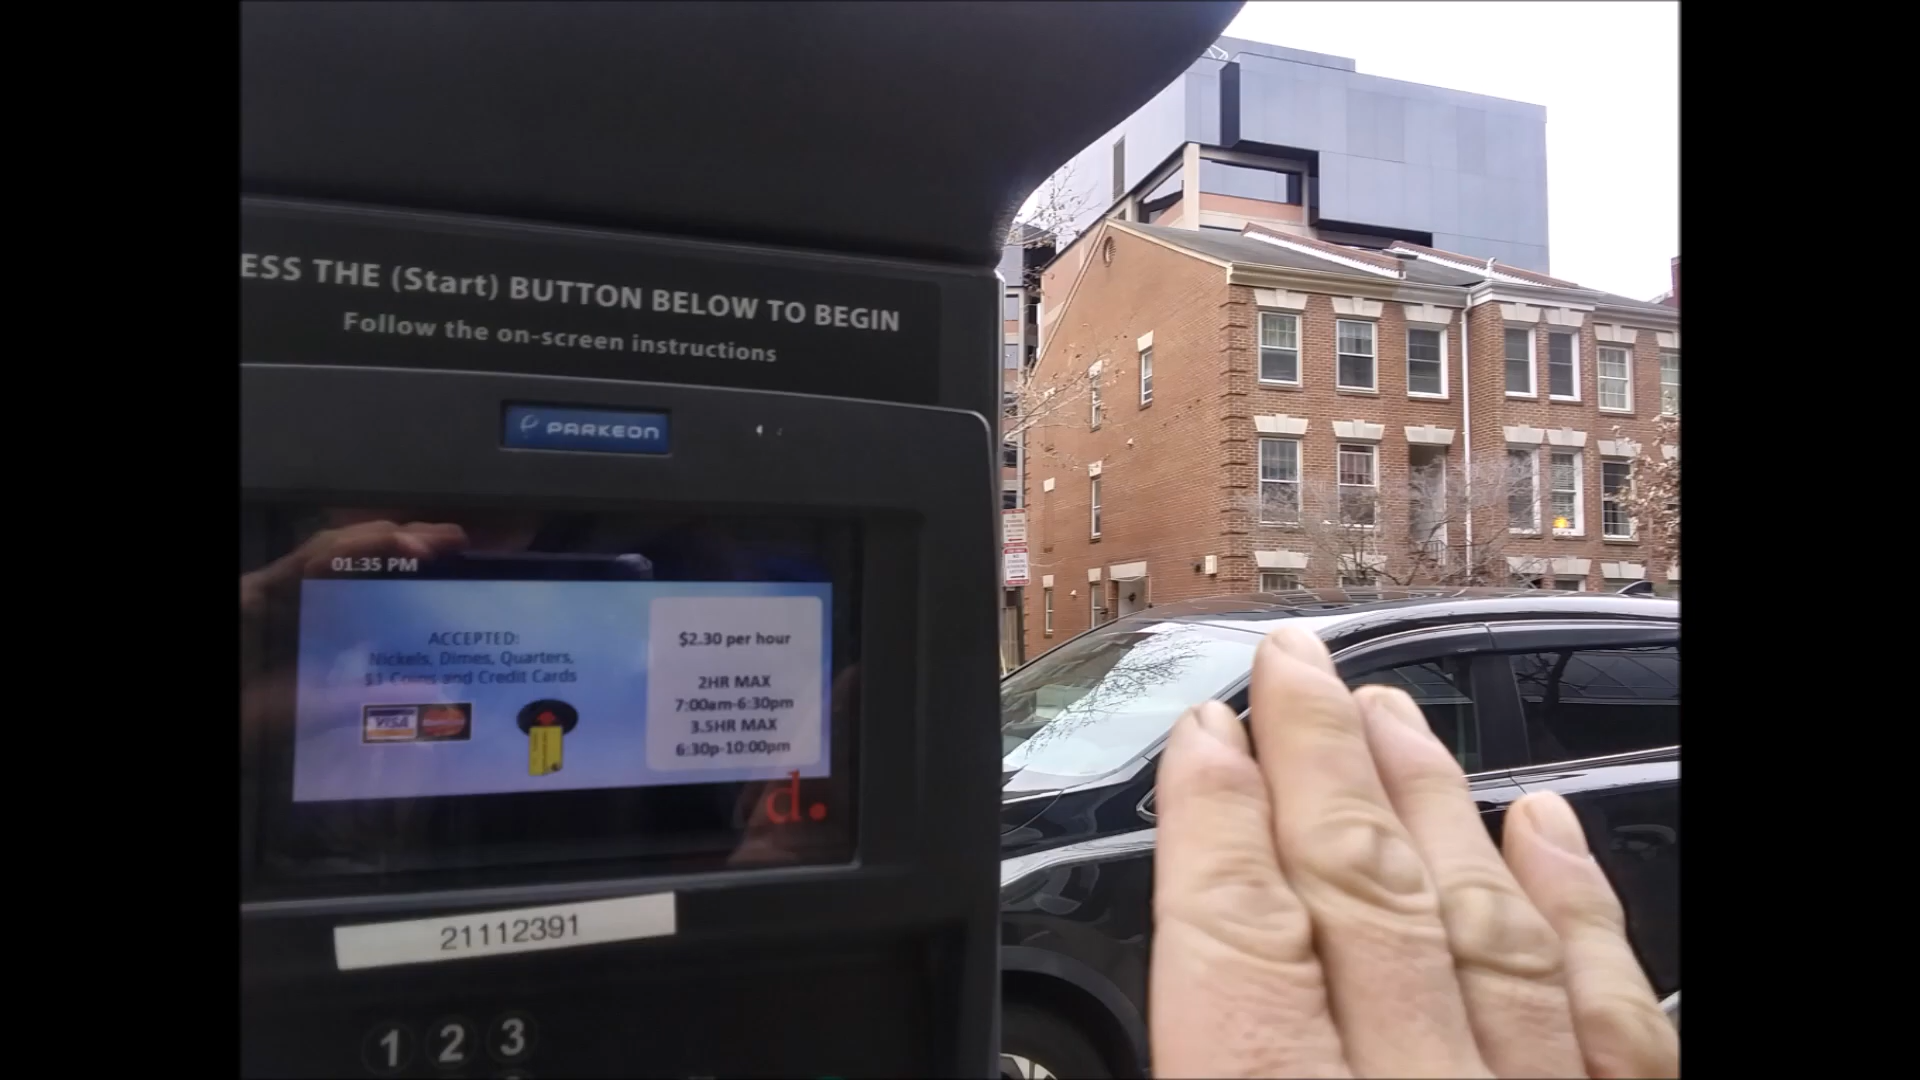 ESS THE (Start) BUTTON BELOW TO BEGIN
Follow the on-screen instructions
PARKEON
01:35 PM
ACCEPTED:
Nickels, Dimes, Quarters,
$1 Coins and Credit Cards
VISA
$2.30 per hour
2HR MAX
7:00am-6:30pm
3.5HR MAX
6:30p-10:00pm
d.
21112391
1 2 3